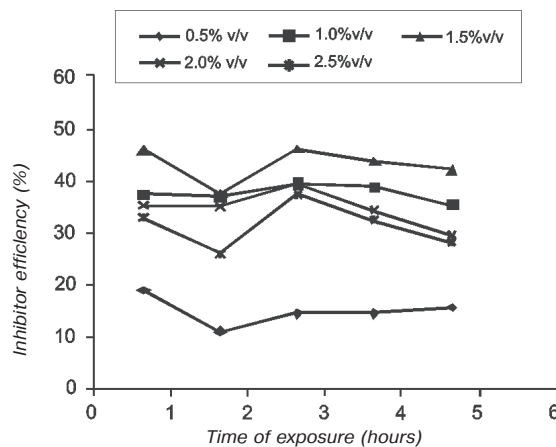 0.5% v/v 1.0%v/v 1.5%v/v
2.0% v/v 2.5%v/v
60
50
40
30
20
10
0
0 1 2 3 4 5 6
Inhibitor efficiency (%)
Time of exposure (hours)